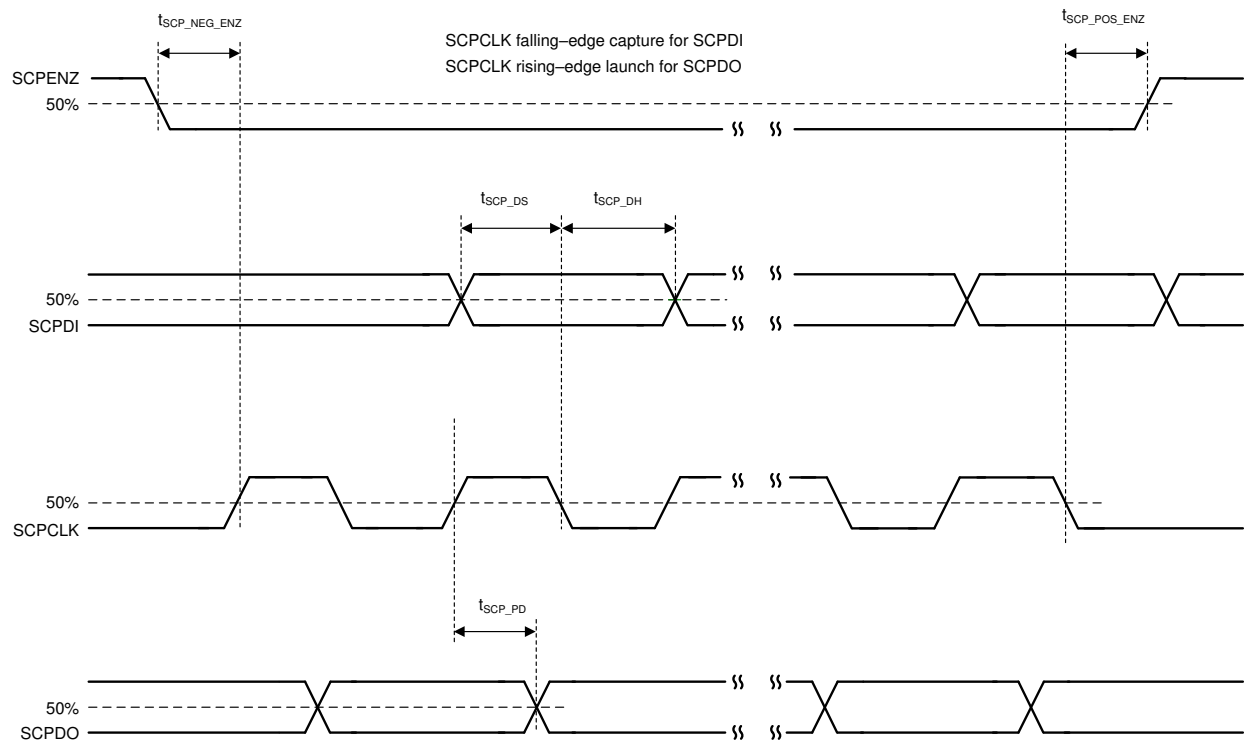 tSCP_NEG_ENZ
SCPCLK falling–edge capture for SCPDI
SCPCLK rising–edge launch for SCPDO
tSCP_POS_ENZ
SCPENZ
50%
tSCP_DS
tSCP_DH
50%
SCPDI
50%
SCPCLK
tSCP_PD
50%
SCPDO